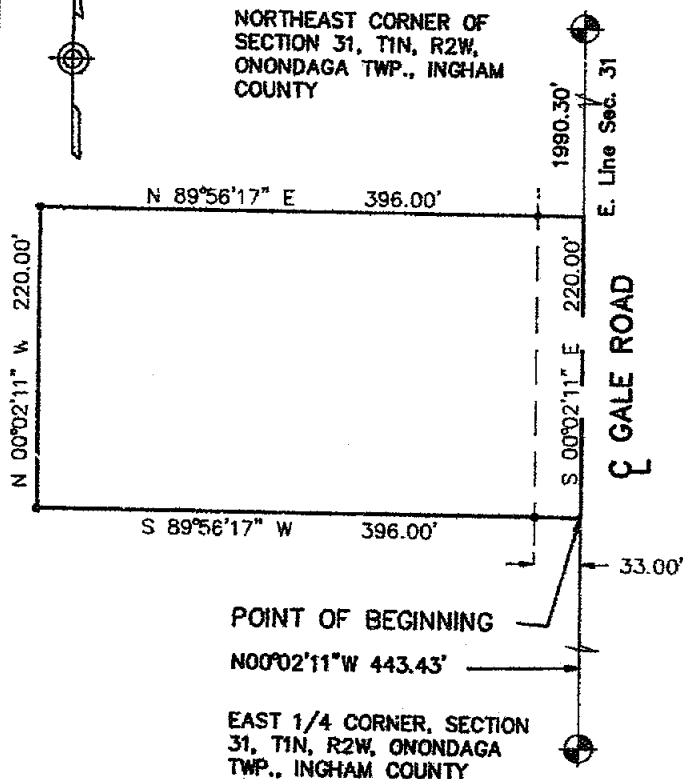 NORTHEAST CORNER OF
SECTION 31, T1N, R2W,
ONONDAGA TWP., INGHAM
COUNTY
1990.30'
E. Line Sec. 31
N 89°56'17" E 396.00'
N 00°02'11" W 220.00'
S 00°02'11" E 220.00'
CL GALE ROAD
S 89°56'17" W 396.00'
33.00'
POINT OF BEGINNING
N00°02'11"W 443.43'
EAST 1/4 CORNER, SECTION
31, T1N, R2W, ONONDAGA
TWP., INGHAM COUNTY